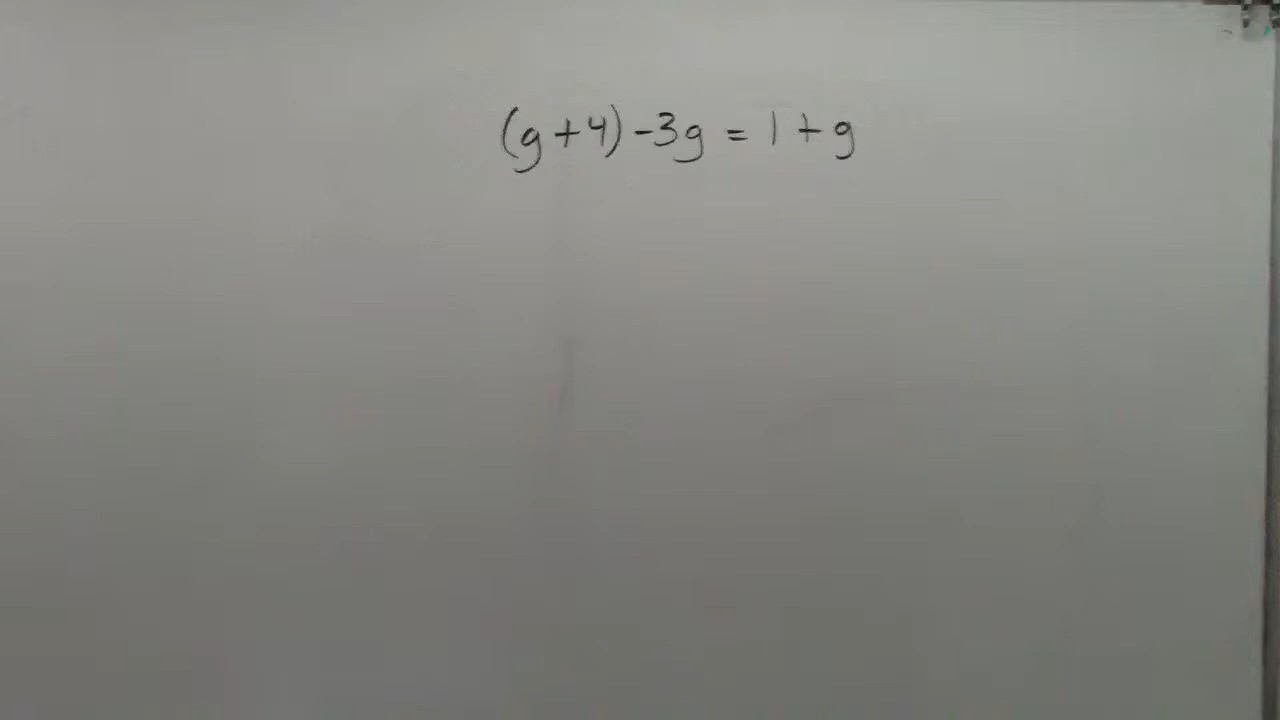 (g+4)-3g = 1+g